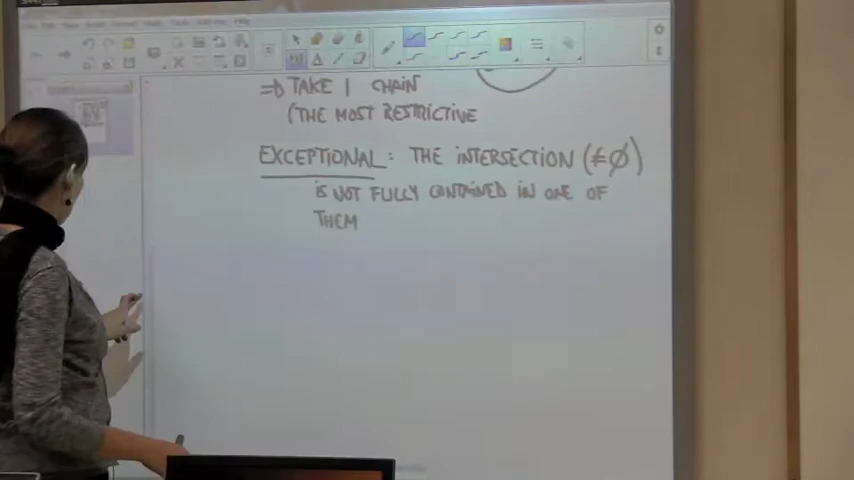 ⇒ TAKE 1 CHAIN
(THE MOST RESTRICTIVE
EXCEPTIONAL: THE INTERSECTION (≠∅)
IS NOT FULLY CONTAINED IN ONE OF
THEM